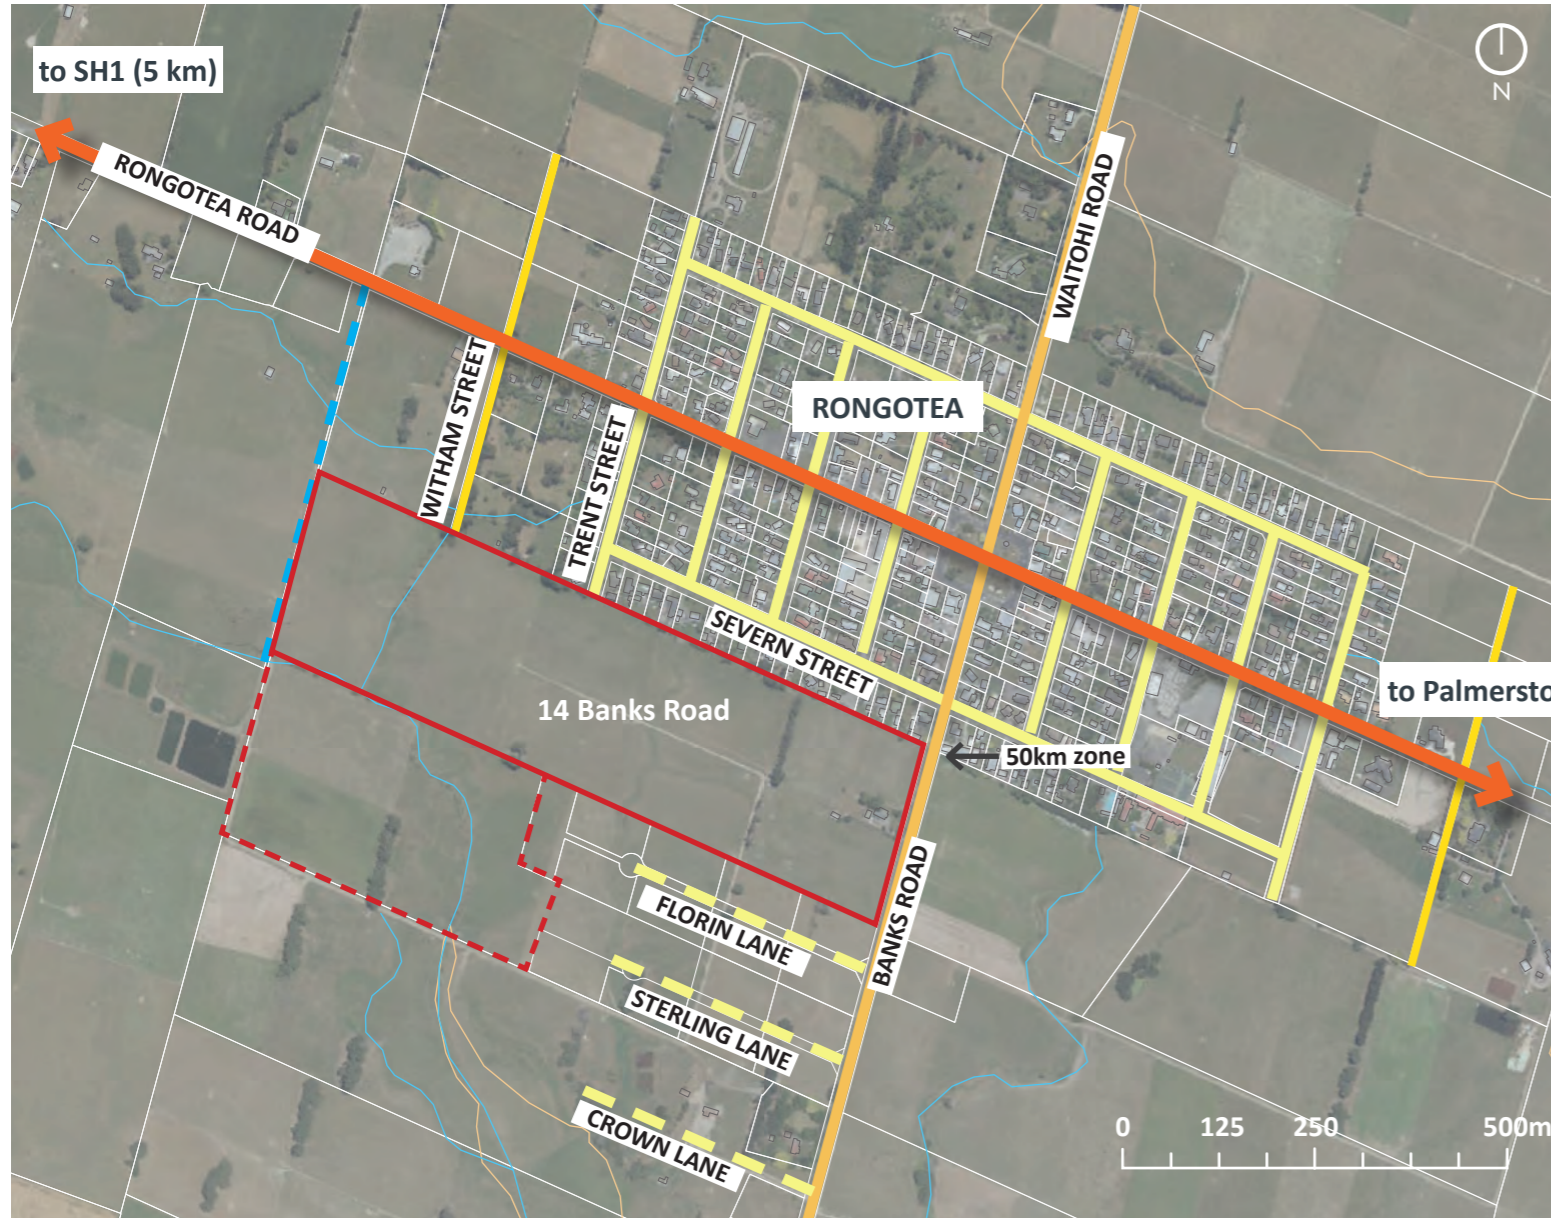 to SH1 (5 km)
N
RONGOTEA ROAD
WAITOHI ROAD
WITHAM STREET
RONGOTEA
TRENT STREET
SEVERN STREET
to Palmersto
14 Banks Road
50km zone
BANKS ROAD
FLORIN LANE
STERLING LANE
CROWN LANE
0 125 250 500m